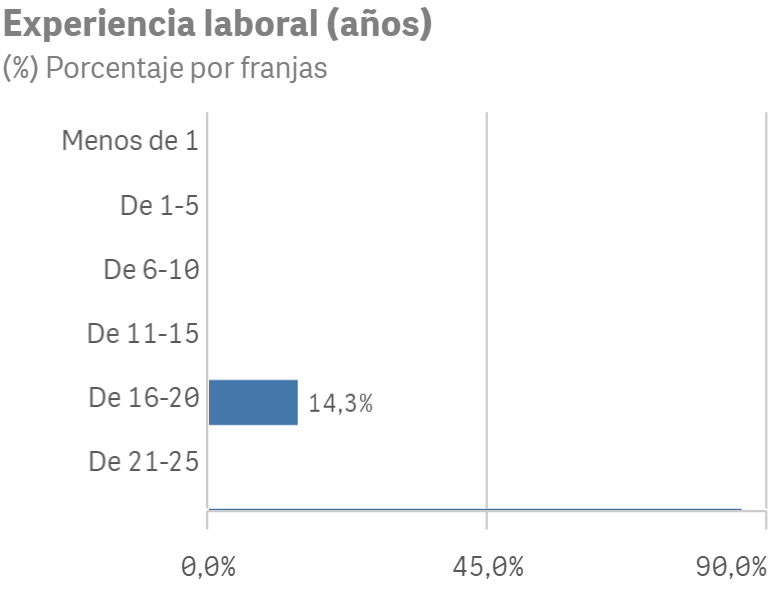 Experiencia laboral (años)
(%) Porcentaje por franjas
Menos de 1
De 1-5
De 6-10
De 11-15
De 16-20
14,3%
De 21-25
0,0%
45,0%
90,0%